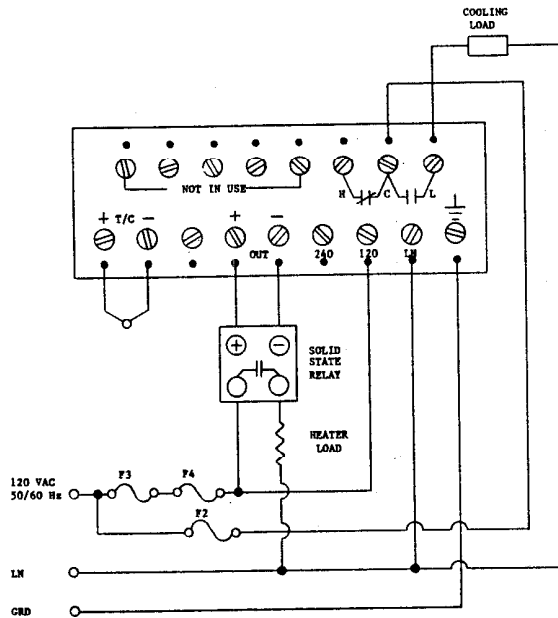 COOLING
LOAD
NOT IN USE
H C L
+ T/C - + -
OUT 240 120 LN
+ -
SOLID
STATE
RELAY
HEATER
LOAD
120 VAC
50/60 Hz
F3 F4
F2
LN
GRD